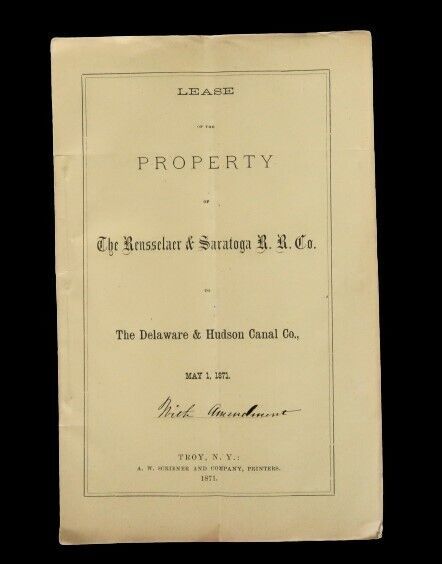 LEASE
OF THE
PROPERTY
OF
The Rensselaer & Saratoga R. R. Co.
TO
The Delaware & Hudson Canal Co.,
MAY 1, 1871.
With Amendment
TROY, N. Y.:
A. W. SCRIBNER AND COMPANY, PRINTERS.
1871.